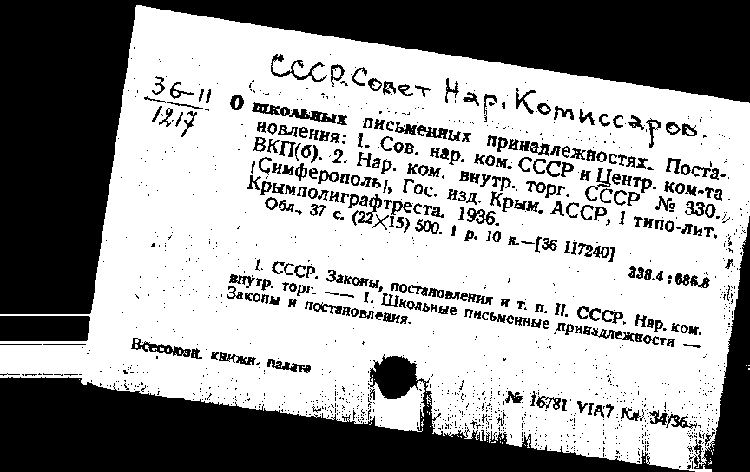 СССР. Совет Нар. Комиссаров.
36-11
1217
О школьных письменных принадлежностях. Поста-
новления: 1. Сов. нар. ком. СССР и Центр. ком-та
ВКП(б). 2. Нар. ком. внутр. торг. СССР № 330.
[Симферополь], Гос. изд. Крым. АССР, 1 типо-лит.
Крымполиграфтреста. 1936.
Обл., 37 с. (22×15) 500. 1 р. 10 к.—[36 117240]
338.4 : 686.8
I. СССР. Законы, постановления и т. п. II. СССР. Нар. ком.
внутр. торг. —— 1. Школьные письменные принадлежности —
Законы и постановления.
Всесоюзн. книжн. палата
№ 16781 VIA7 Кл. 34/36